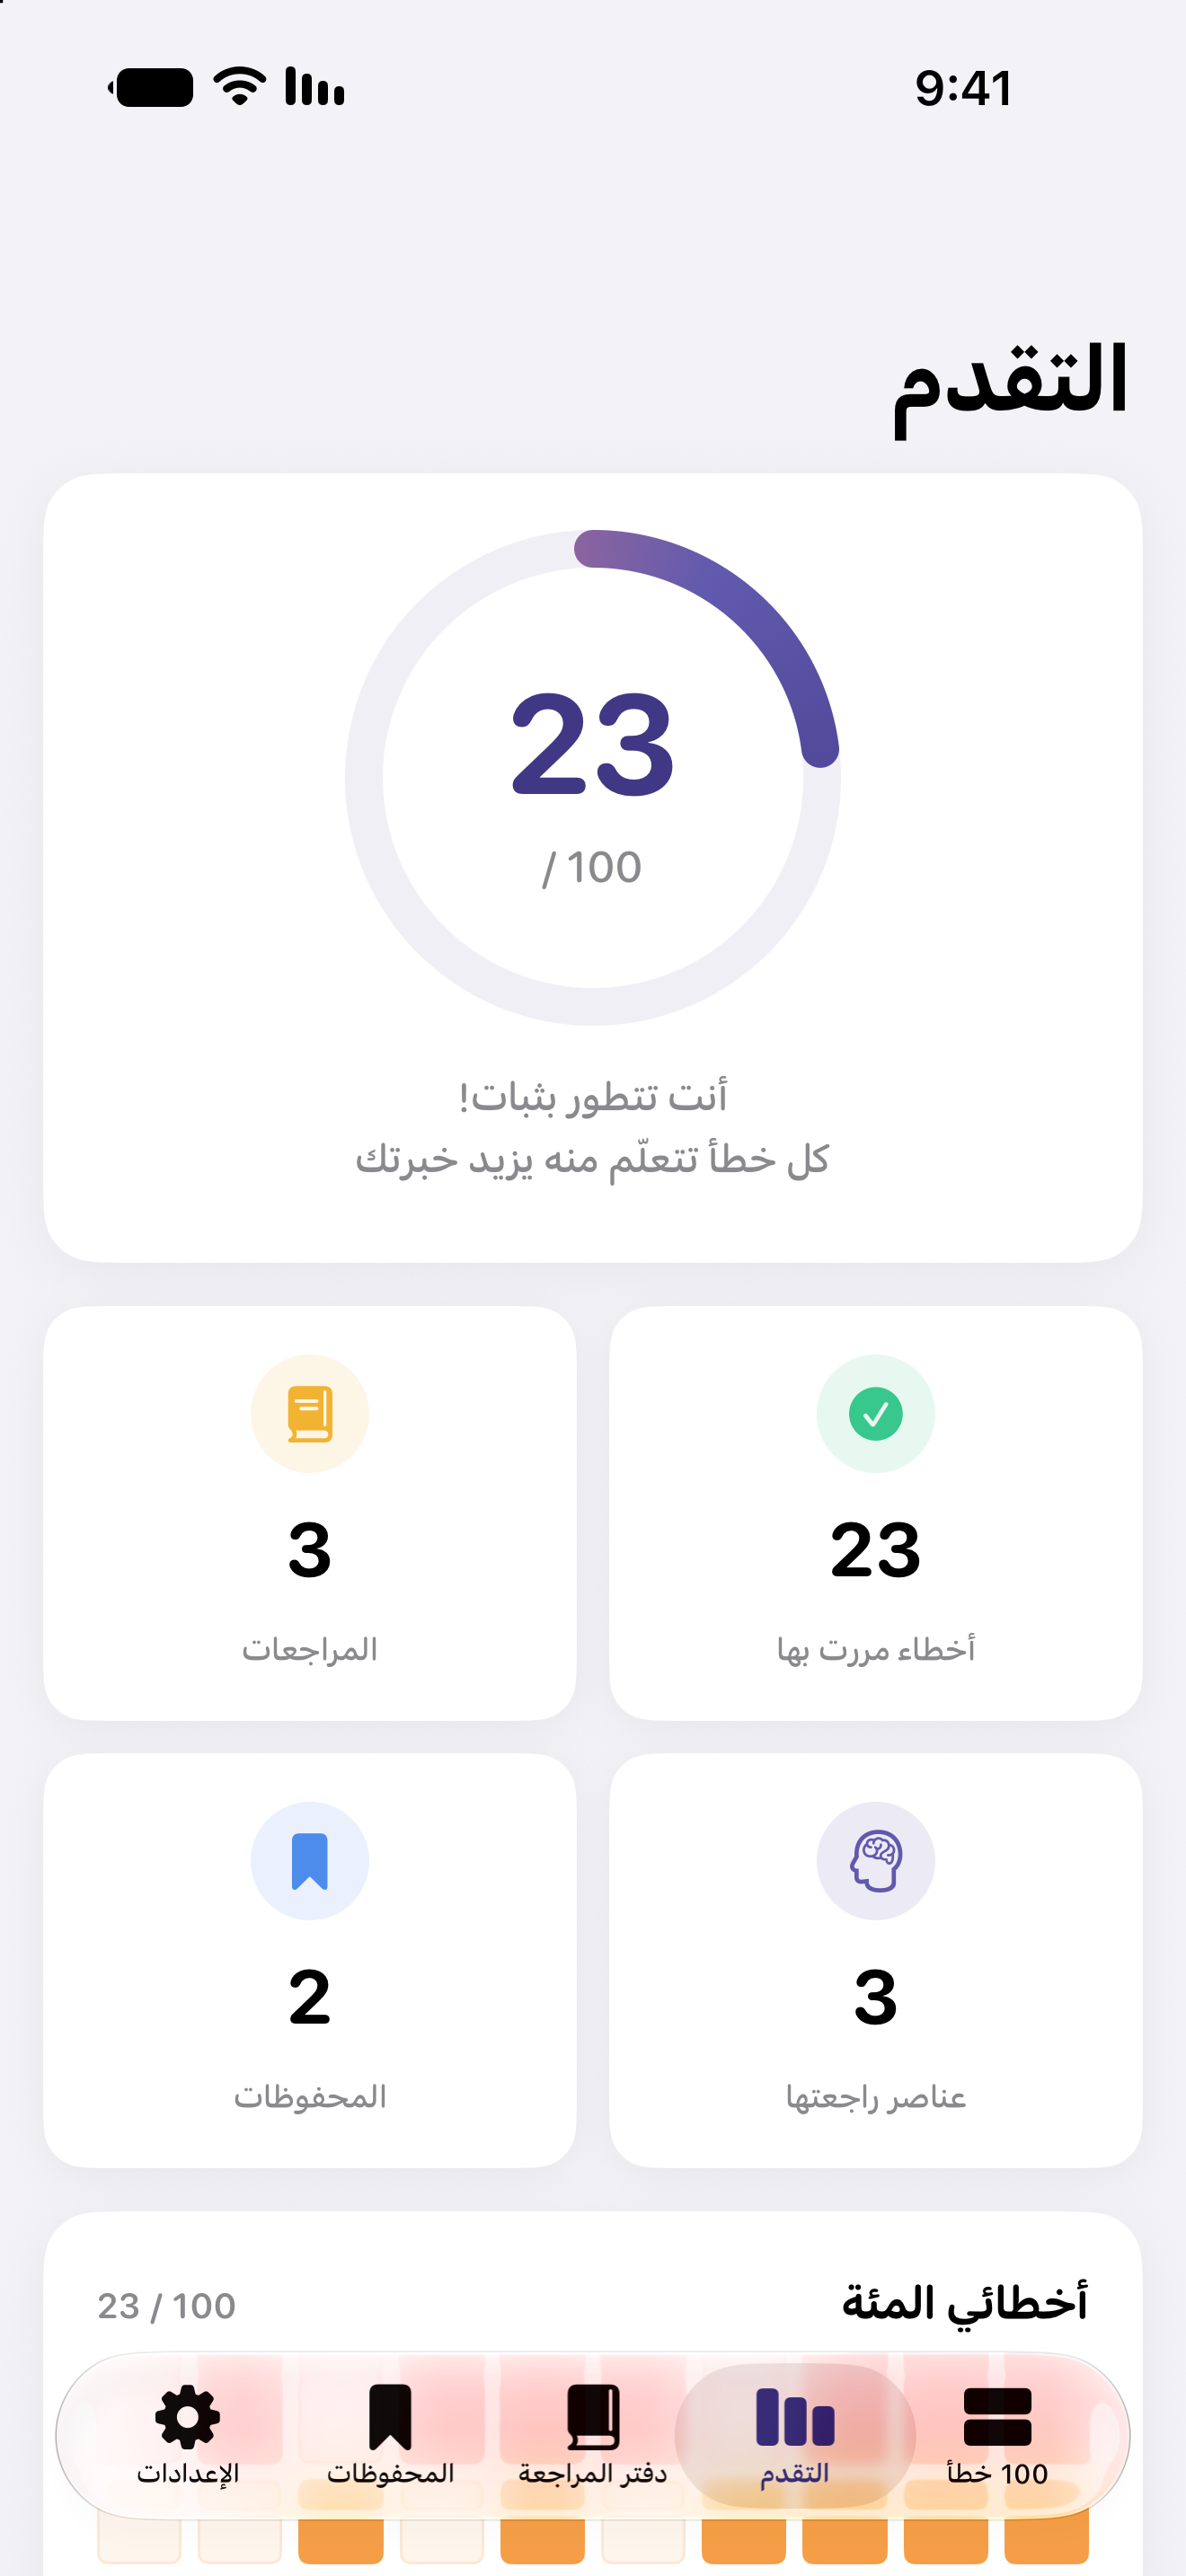 9:41
التقدم
23
/ 100
أنت تتطور بثبات!
كل خطأ تتعلّم منه يزيد خبرتك
23
أخطاء مررت بها
3
المراجعات
3
عناصر راجعتها
2
المحفوظات
أخطائي المئة
23 / 100
100 خطأ
التقدم
دفتر المراجعة
المحفوظات
الإعدادات